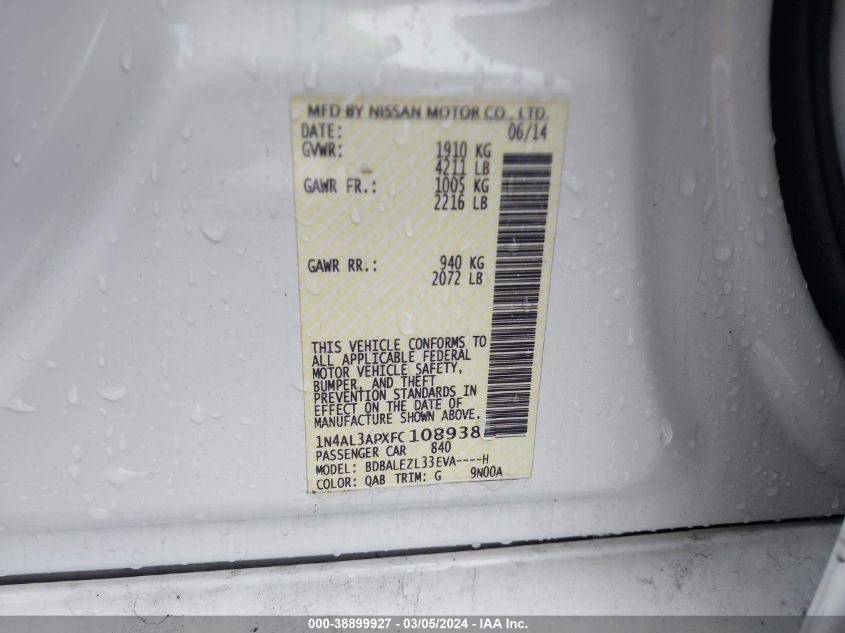 MFD BY NISSAN MOTOR CO., LTD.
DATE: 06/14
GVWR: 1910 KG
4211 LB
GAWR FR.: 1005 KG
2216 LB
GAWR RR.: 940 KG
2072 LB
THIS VEHICLE CONFORMS TO
ALL APPLICABLE FEDERAL
MOTOR VEHICLE SAFETY,
BUMPER, AND THEFT
PREVENTION STANDARDS IN
EFFECT ON THE DATE OF
MANUFACTURE SHOWN ABOVE.
1N4AL3APXFC108938
PASSENGER CAR 840
MODEL: BDBALEZL33EVA----H
COLOR: QAB TRIM: G 9N00A
© - 38899927 - 03/05/2024 - IAA Inc.